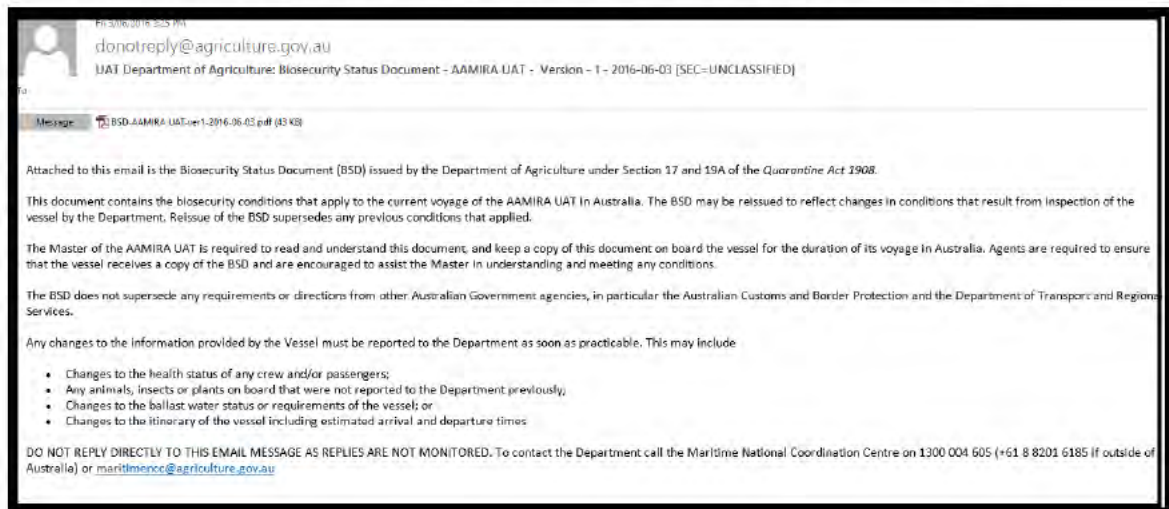 Fri 3/06/2016 3:25 PM
donotreply@agriculture.gov.au
UAT Department of Agriculture: Biosecurity Status Document - AAMIRA UAT - Version - 1 - 2016-06-03 [SEC=UNCLASSIFIED]
To
Message BSD-AAMIRA UAT-ver1-2016-06-03.pdf (43 KB)
Attached to this email is the Biosecurity Status Document (BSD) issued by the Department of Agriculture under Section 17 and 19A of the Quarantine Act 1908.
This document contains the biosecurity conditions that apply to the current voyage of the AAMIRA UAT in Australia. The BSD may be reissued to reflect changes in conditions that result from inspection of the
vessel by the Department. Reissue of the BSD supersedes any previous conditions that applied.
The Master of the AAMIRA UAT is required to read and understand this document, and keep a copy of this document on board the vessel for the duration of its voyage in Australia. Agents are required to ensure
that the vessel receives a copy of the BSD and are encouraged to assist the Master in understanding and meeting any conditions.
The BSD does not supersede any requirements or directions from other Australian Government agencies, in particular the Australian Customs and Border Protection and the Department of Transport and Regional
Services.
Any changes to the information provided by the Vessel must be reported to the Department as soon as practicable. This may include
• Changes to the health status of any crew and/or passengers;
• Any animals, insects or plants on board that were not reported to the Department previously;
• Changes to the ballast water status or requirements of the vessel; or
• Changes to the itinerary of the vessel including estimated arrival and departure times
DO NOT REPLY DIRECTLY TO THIS EMAIL MESSAGE AS REPLIES ARE NOT MONITORED. To contact the Department call the Maritime National Coordination Centre on 1300 004 605 (+61 8 8201 6185 if outside of
Australia) or maritimencc@agriculture.gov.au